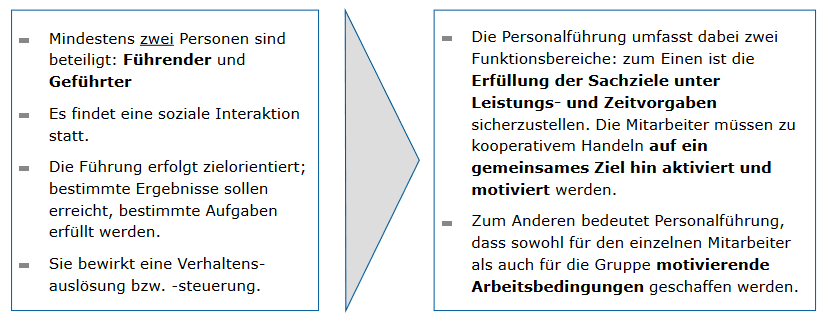 Mindestens zwei Personen sind
beteiligt: Führender und
Geführter
Es findet eine soziale Interaktion
statt.
Die Führung erfolgt zielorientiert;
bestimmte Ergebnisse sollen
erreicht, bestimmte Aufgaben
erfüllt werden.
Sie bewirkt eine Verhaltens-
auslösung bzw. -steuerung.
Die Personalführung umfasst dabei zwei
Funktionsbereiche: zum Einen ist die
Erfüllung der Sachziele unter
Leistungs- und Zeitvorgaben
sicherzustellen. Die Mitarbeiter müssen zu
kooperativem Handeln auf ein
gemeinsames Ziel hin aktiviert und
motiviert werden.
Zum Anderen bedeutet Personalführung,
dass sowohl für den einzelnen Mitarbeiter
als auch für die Gruppe motivierende
Arbeitsbedingungen geschaffen werden.